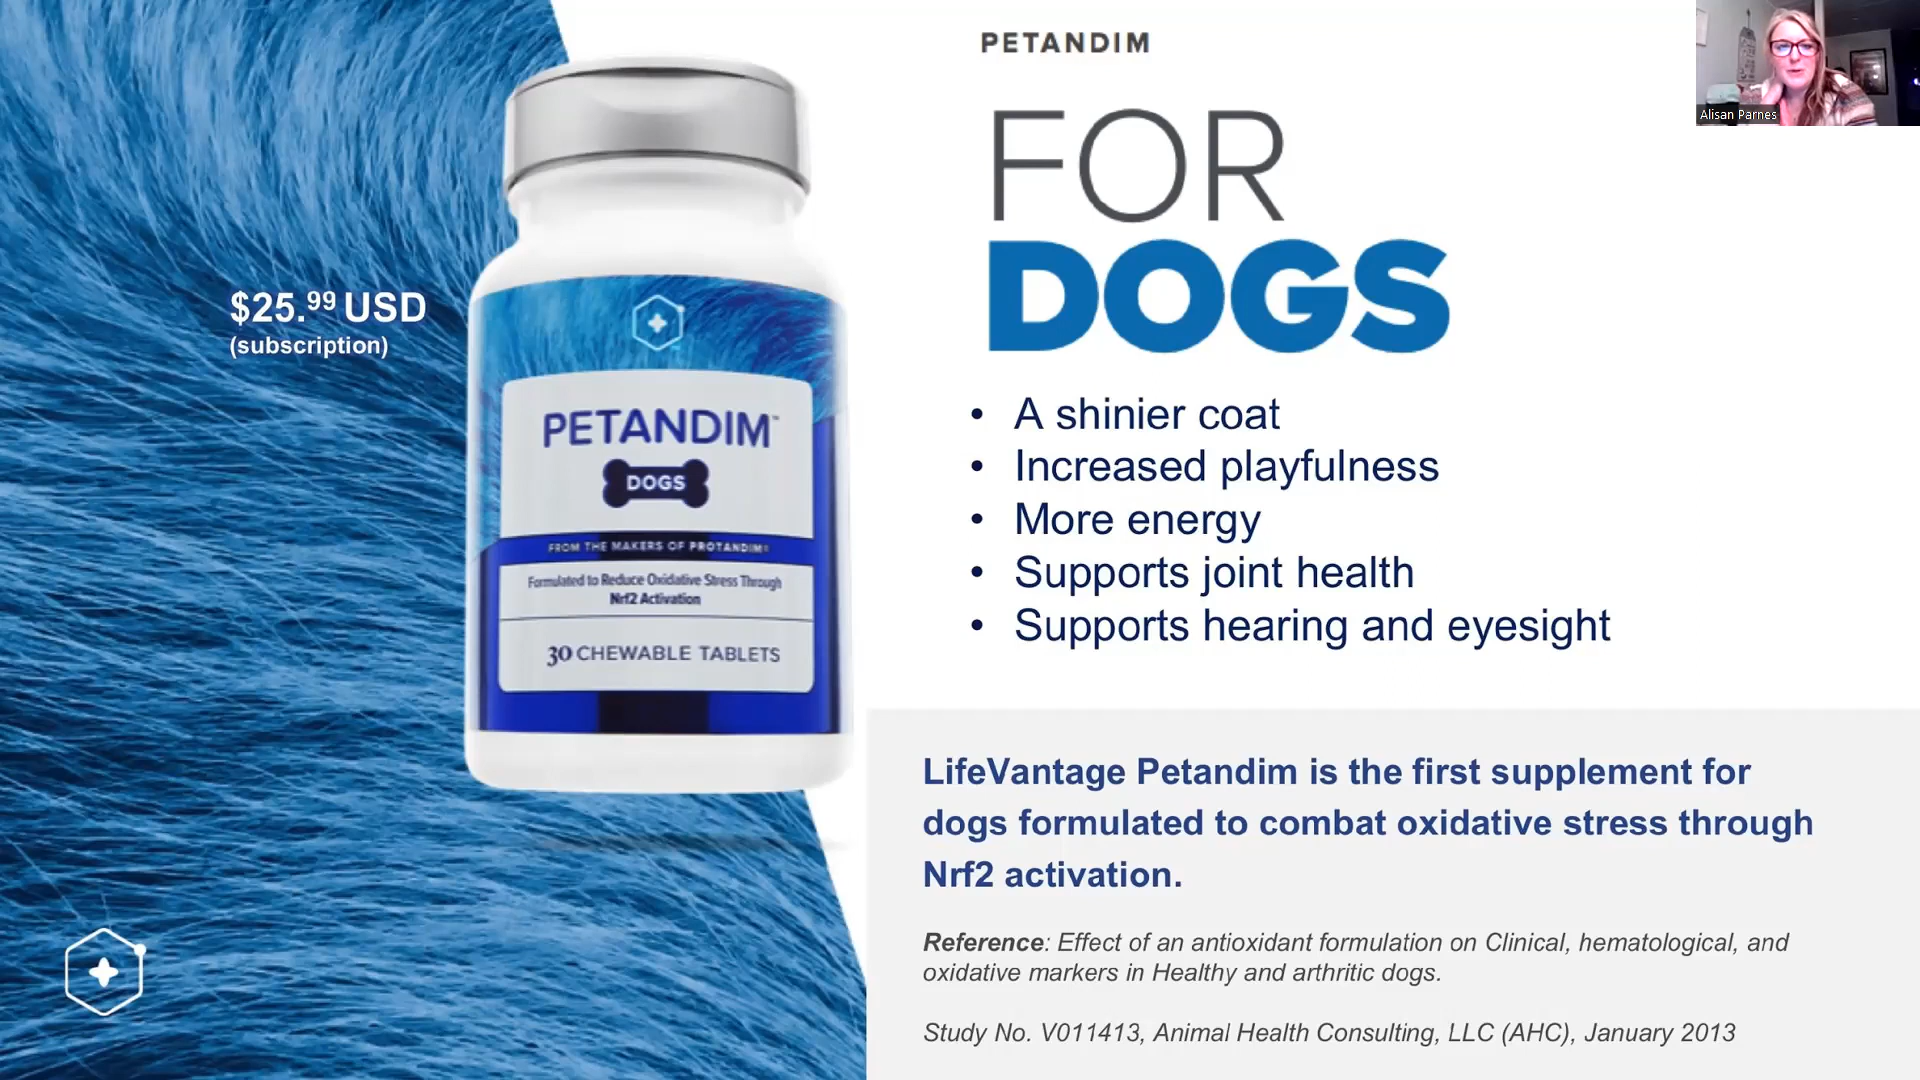 PETANDIM
Alisan Parnes
FOR
DOGS
$25.99 USD
(subscription)
PETANDIM™
DOGS
FROM THE MAKERS OF PROTANDIM®
Formulated to Reduce Oxidative Stress Through
Nrf2 Activation
30 CHEWABLE TABLETS
• A shinier coat
• Increased playfulness
• More energy
• Supports joint health
• Supports hearing and eyesight
LifeVantage Petandim is the first supplement for
dogs formulated to combat oxidative stress through
Nrf2 activation.
Reference: Effect of an antioxidant formulation on Clinical, hematological, and
oxidative markers in Healthy and arthritic dogs.
Study No. V011413, Animal Health Consulting, LLC (AHC), January 2013